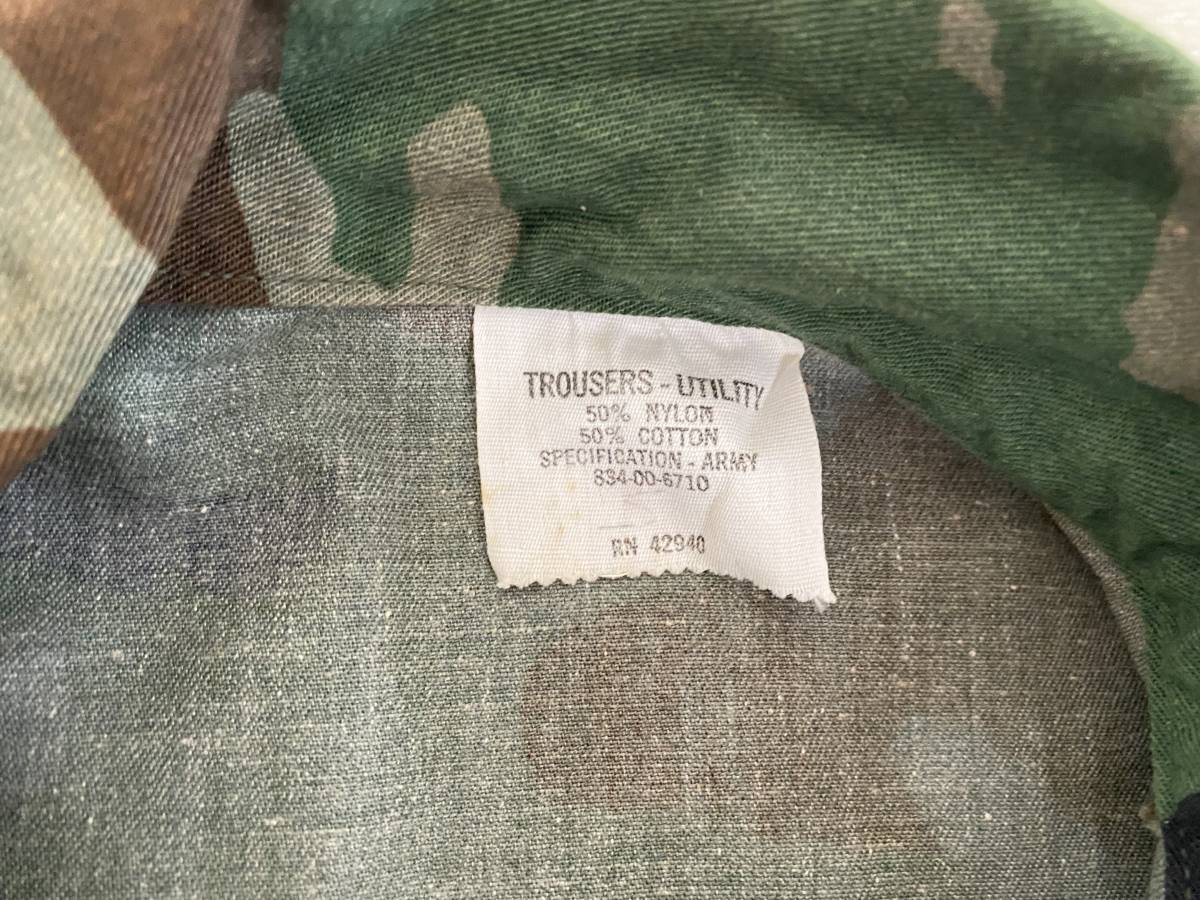 TROUSERS - UTILITY
50% NYLON
50% COTTON
SPECIFICATION - ARMY
834-00-6710
RN 42940